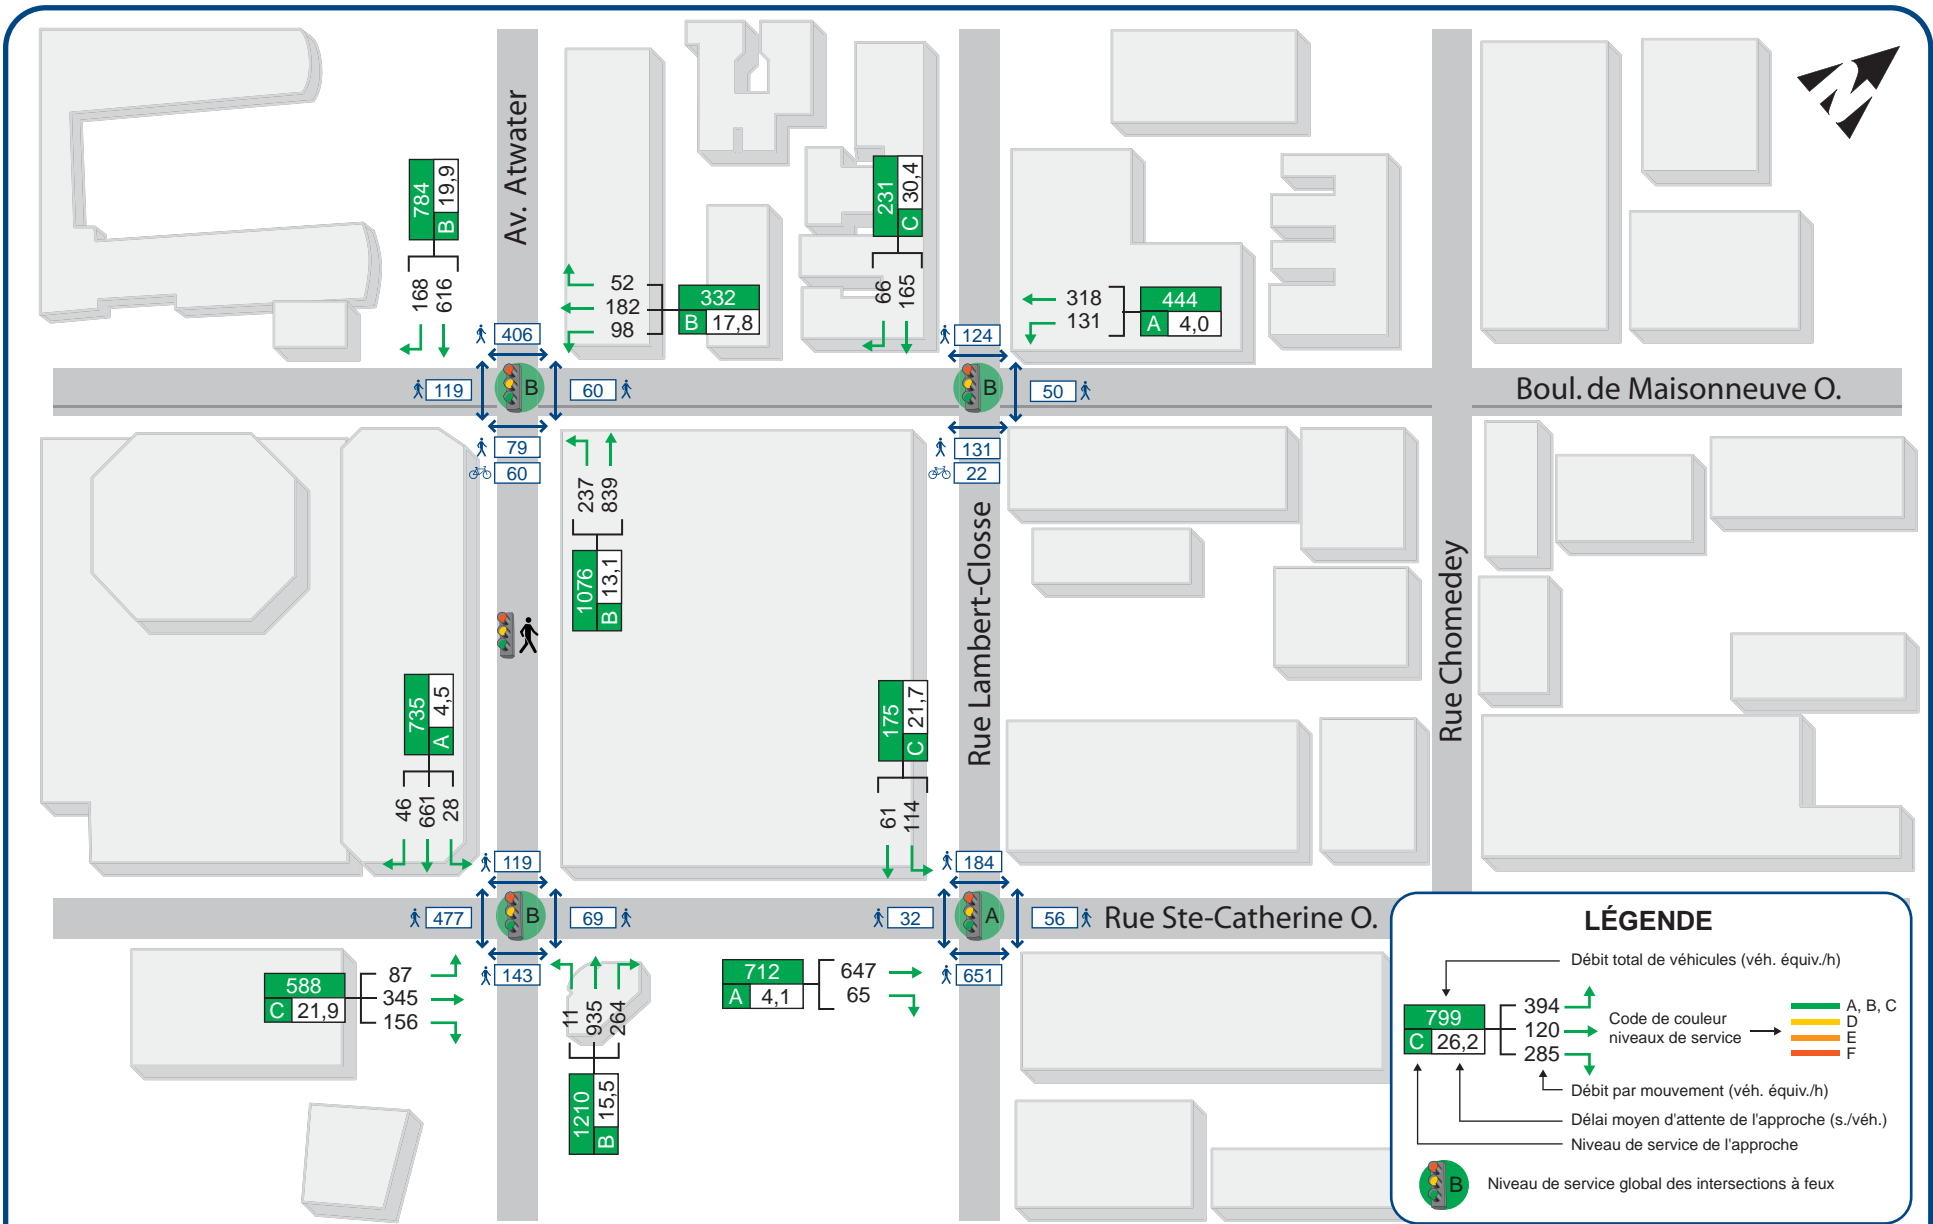 Av. Atwater
784
B 19,9
168
616
52
182
98
332
B 17,8
231
C 30,4
66
165
318
131
444
A 4,0
406
119
B
60
79
60
124
B
50
131
22
Boul. de Maisonneuve O.
237
839
1076
B 13,1
Rue Lambert-Closse
Rue Chomedey
735
A 4,5
46
661
28
175
C 21,7
61
114
119
477
B
69
143
184
32
A
56
651
Rue Ste-Catherine O.
588
C 21,9
87
345
156
11
935
264
1210
B 15,5
712
A 4,1
647
65
LÉGENDE
Débit total de véhicules (véh. équiv./h)
799
C 26,2
394
120
285
Code de couleur
niveaux de service
A, B, C
D
E
F
Débit par mouvement (véh. équiv./h)
Délai moyen d'attente de l'approche (s./véh.)
Niveau de service de l'approche
B
Niveau de service global des intersections à feux